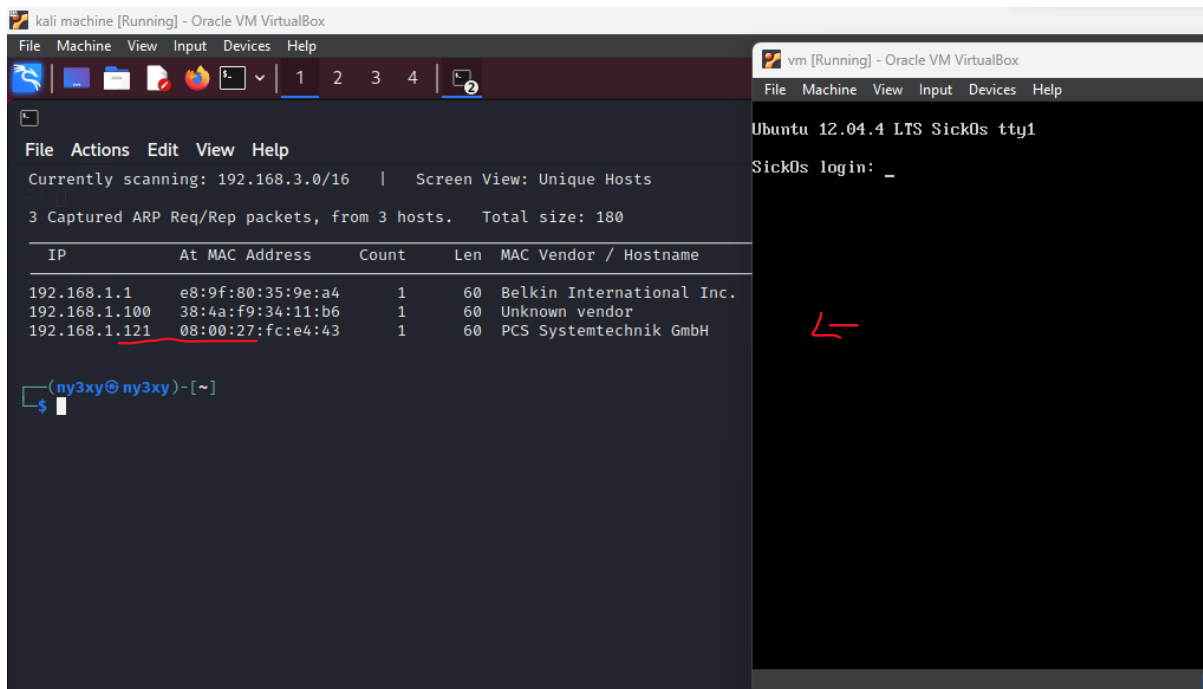 kali machine [Running] - Oracle VM VirtualBox
File Machine View Input Devices Help
1 2 3 4 2
File Actions Edit View Help
Currently scanning: 192.168.3.0/16 | Screen View: Unique Hosts
3 Captured ARP Req/Rep packets, from 3 hosts. Total size: 180
IP At MAC Address Count Len MAC Vendor / Hostname
192.168.1.1 e8:9f:80:35:9e:a4 1 60 Belkin International Inc.
192.168.1.100 38:4a:f9:34:11:b6 1 60 Unknown vendor
192.168.1.121 08:00:27:fc:e4:43 1 60 PCS Systemtechnik GmbH
┌──(ny3xy㉿ny3xy)-[~]
└─$
vm [Running] - Oracle VM VirtualBox
File Machine View Input Devices Help
Ubuntu 12.04.4 LTS SickOs tty1
SickOs login: _